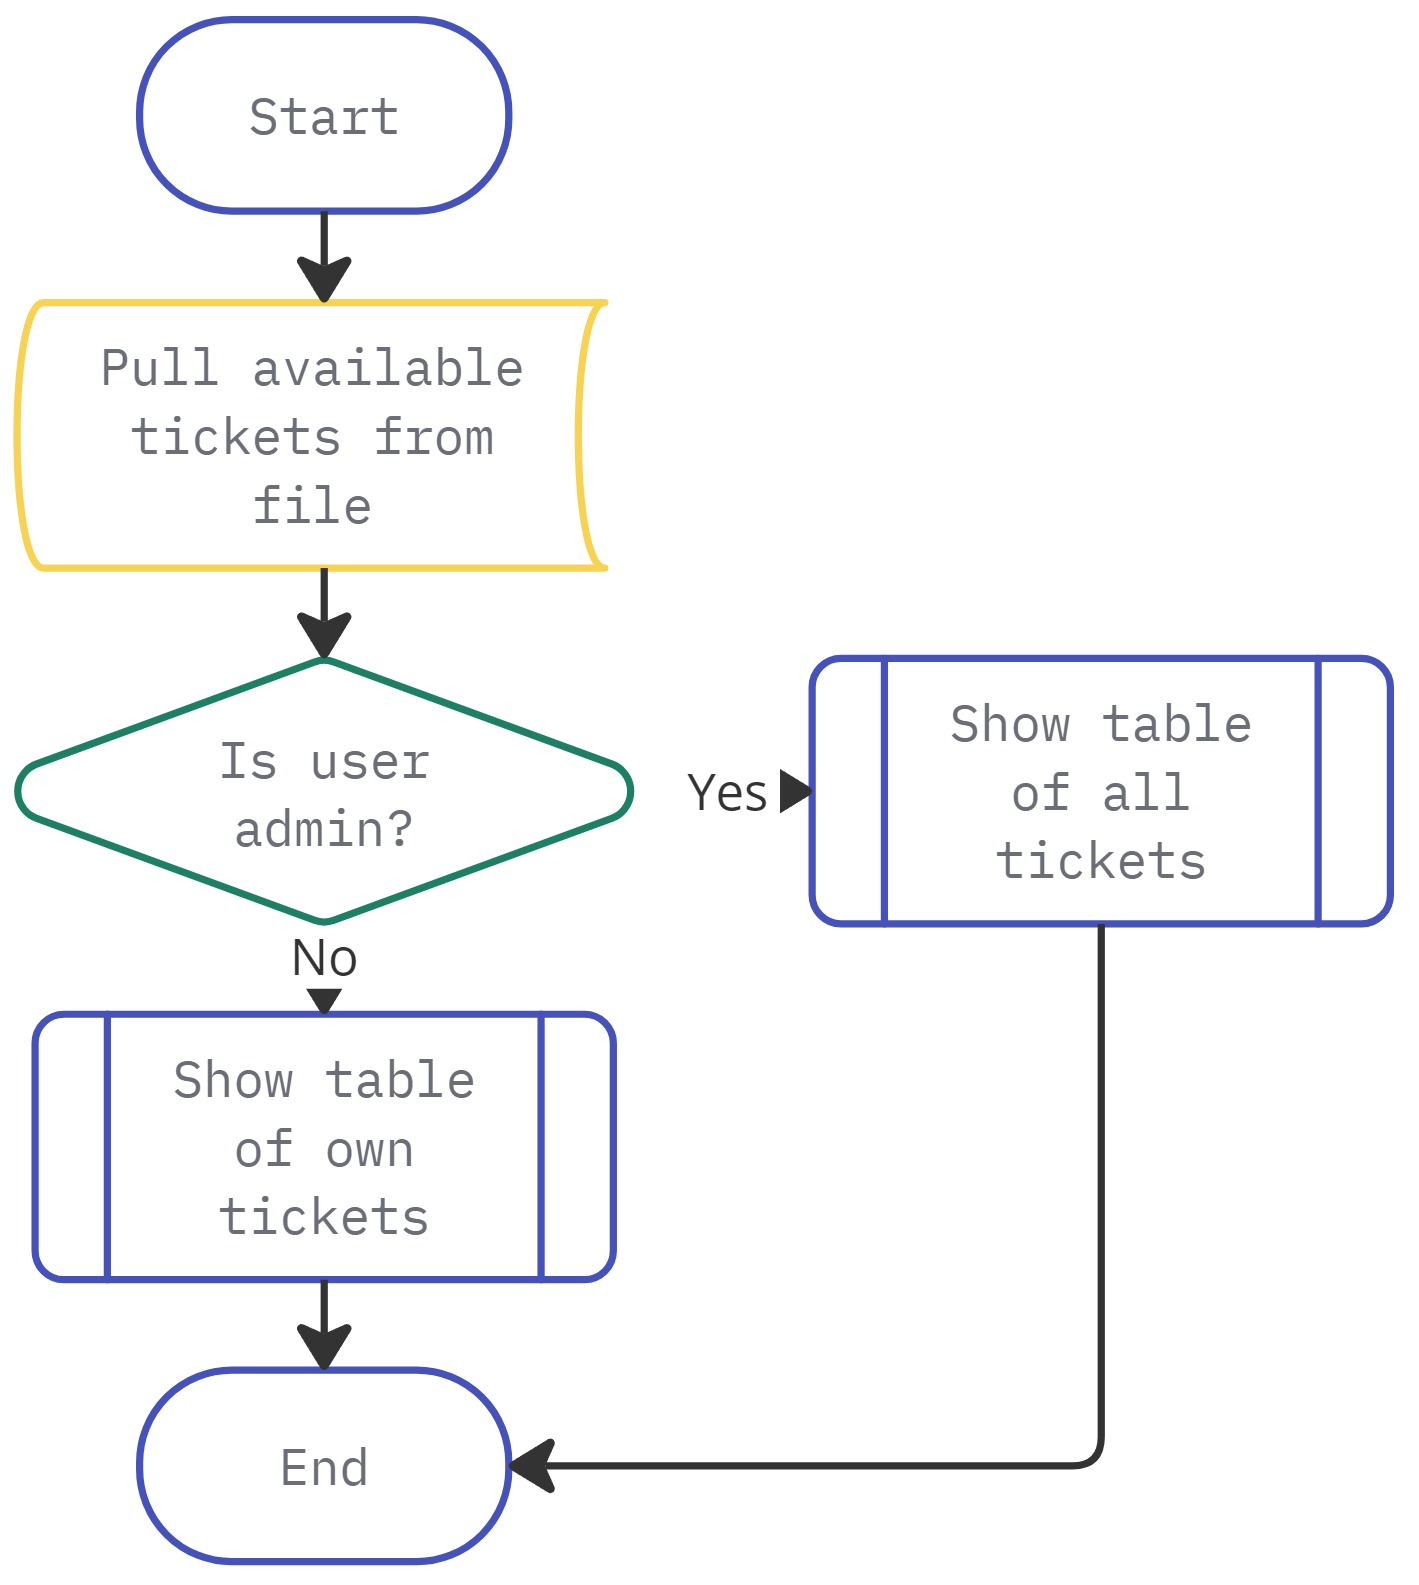 Start
Pull available
tickets from
file
Is user
admin?
Yes
Show table
of all
tickets
No
Show table
of own
tickets
End